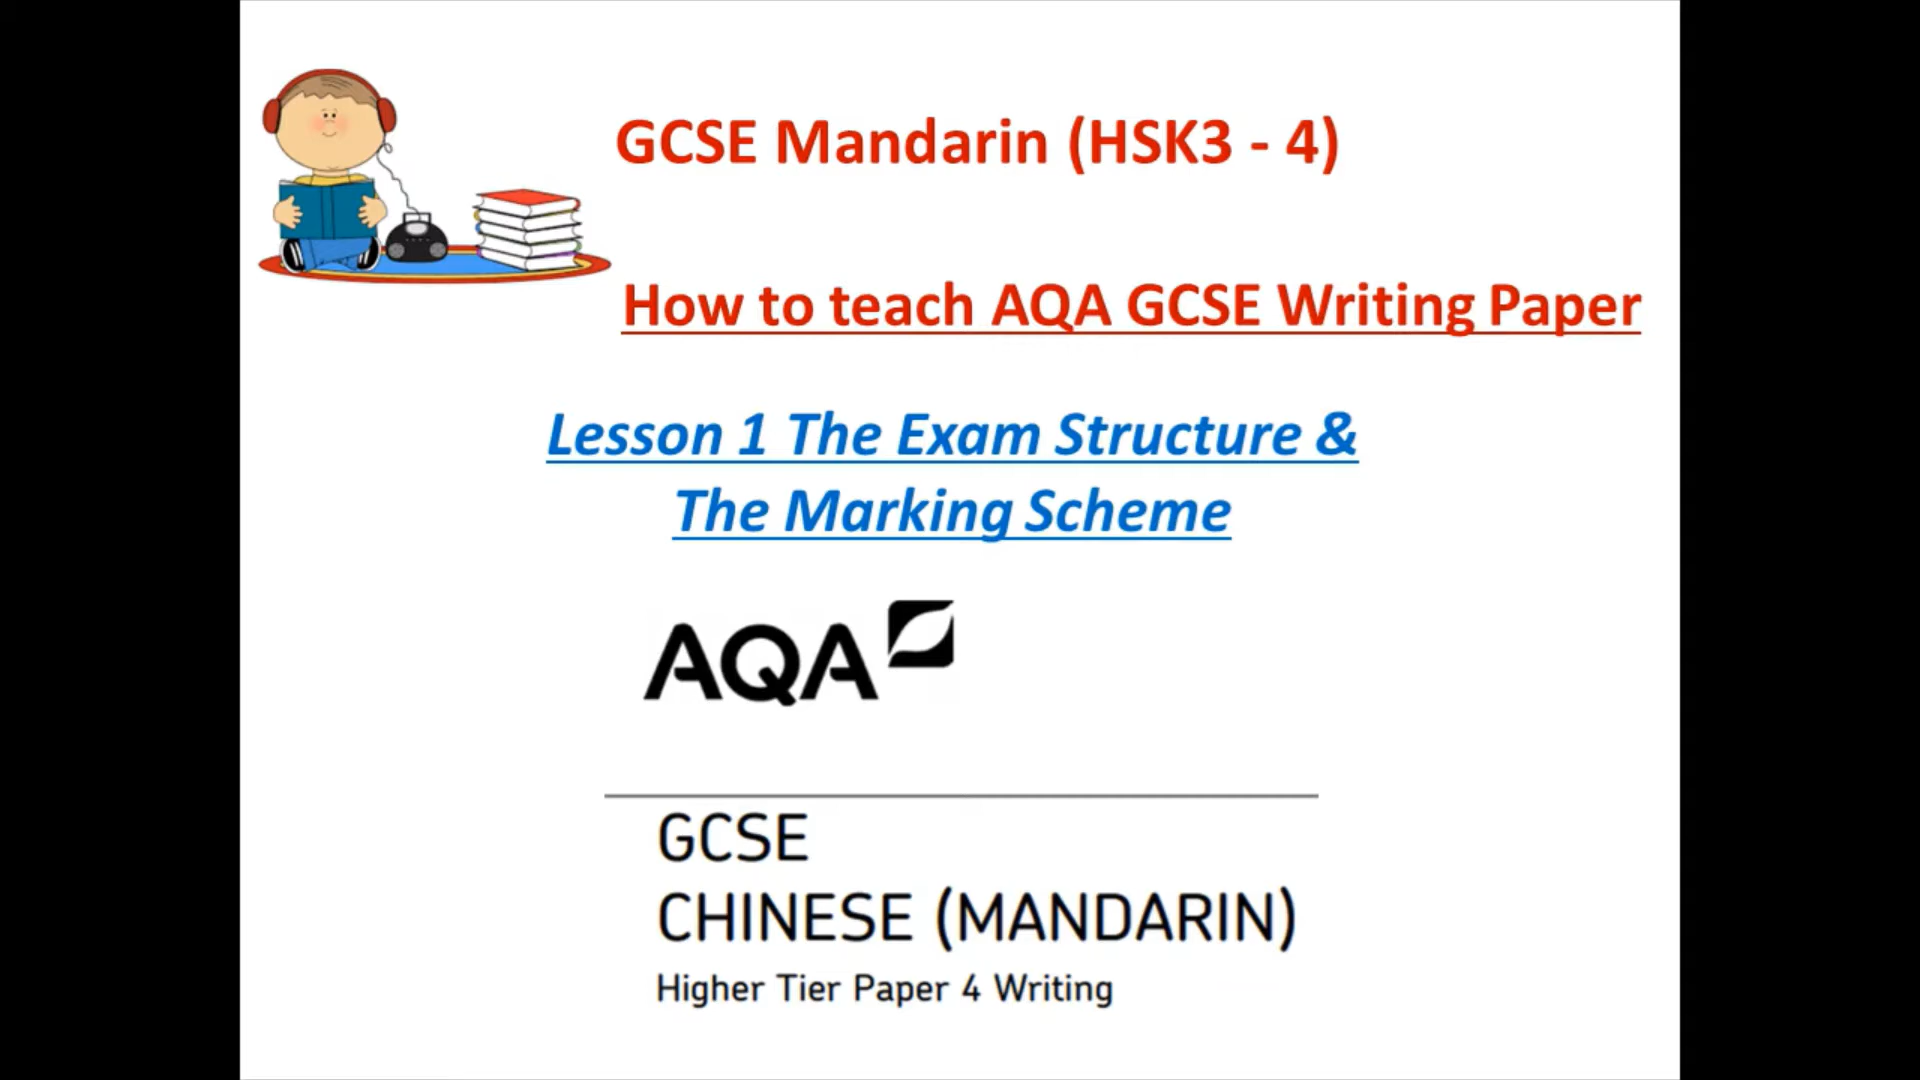 GCSE Mandarin (HSK3 - 4)
How to teach AQA GCSE Writing Paper
Lesson 1 The Exam Structure &
The Marking Scheme
AQA
GCSE
CHINESE (MANDARIN)
Higher Tier Paper 4 Writing